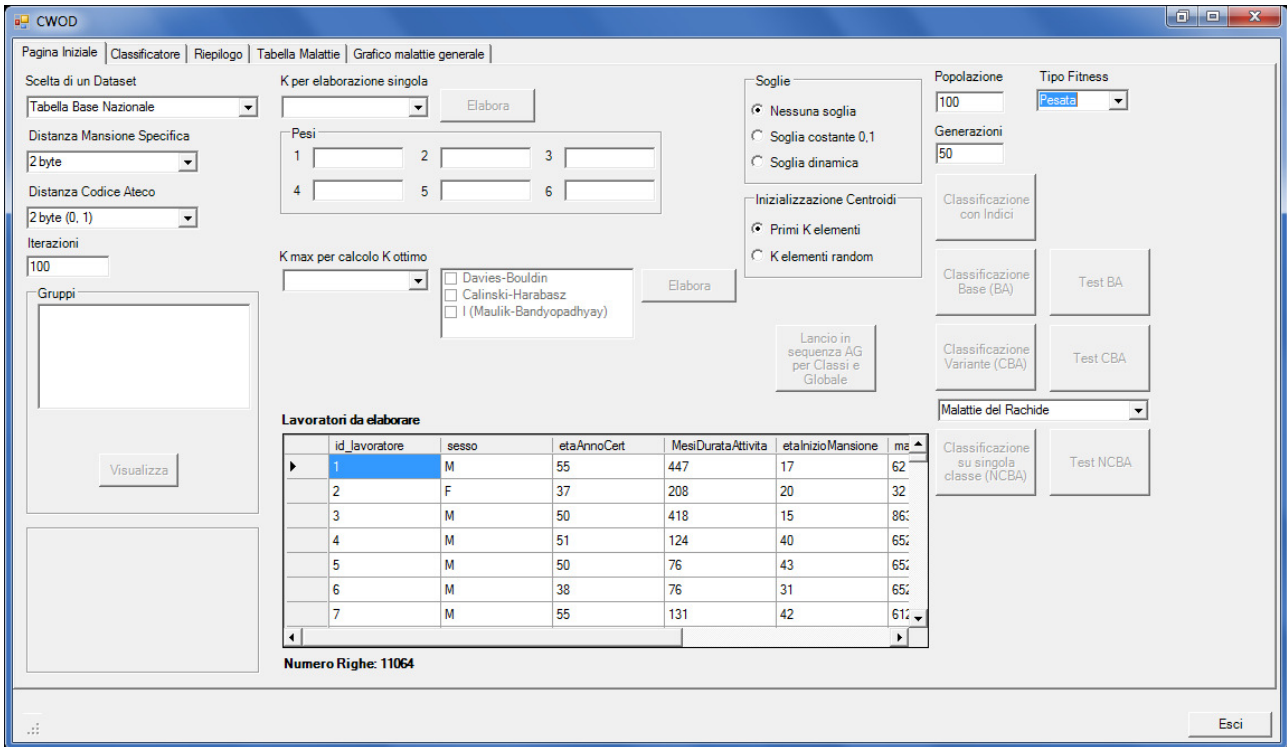 CWOD
Pagina Iniziale Classificatore Riepilogo Tabella Malattie Grafico malattie generale
Scelta di un Dataset
Tabella Base Nazionale
Distanza Mansione Specifica
2 byte
Distanza Codice Ateco
2 byte (0, 1)
Iterazioni
100
Gruppi
Visualizza
K per elaborazione singola
Elabora
Pesi
1 2 3
4 5 6
K max per calcolo K ottimo
Davies-Bouldin
Calinski-Harabasz
I (Maulik-Bandyopadhyay)
Elabora
Soglie
Nessuna soglia
Soglia costante 0,1
Soglia dinamica
Inizializzazione Centroidi
Primi K elementi
K elementi random
Lancio in
sequenza AG
per Classi e
Globale
Popolazione
100
Tipo Fitness
Pesata
Generazioni
50
Classificazione
con Indici
Classificazione
Base (BA)
Test BA
Classificazione
Variante (CBA)
Test CBA
Malattie del Rachide
Classificazione
su singola
classe (NCBA)
Test NCBA
Lavoratori da elaborare
id_lavoratore sesso etaAnnoCert MesiDurataAttivita etaInizioMansione ma
1 M 55 447 17 62
2 F 37 208 20 32
3 M 50 418 15 863
4 M 51 124 40 652
5 M 50 76 43 652
6 M 38 76 31 652
7 M 55 131 42 612
Numero Righe: 11064
Esci